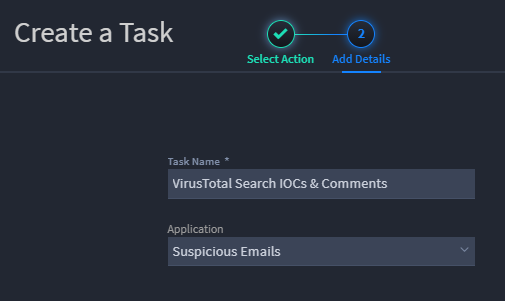 Create a Task
2
Select Action
Add Details
Task Name *
VirusTotal Search IOCs & Comments
Application
Suspicious Emails